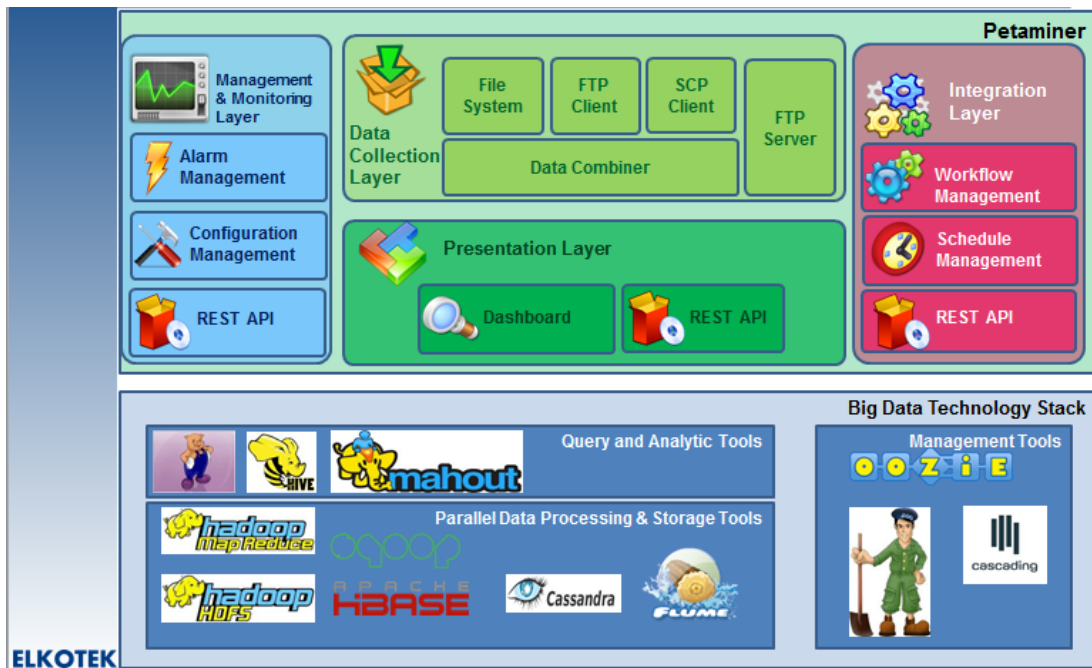 Petaminer
Management
& Monitoring
Layer
Alarm
Management
Configuration
Management
REST API
Data
Collection
Layer
File
System
FTP
Client
SCP
Client
FTP
Server
Data Combiner
Presentation Layer
Dashboard
REST API
Integration
Layer
Workflow
Management
Schedule
Management
REST API
Big Data Technology Stack
Query and Analytic Tools
HIVE
mahout
Parallel Data Processing & Storage Tools
hadoop
Map Reduce
sqoop
hadoop
HDFS
APACHE
HBASE
Cassandra
FLUME
Management Tools
OOZiE
cascading
ELKOTEK